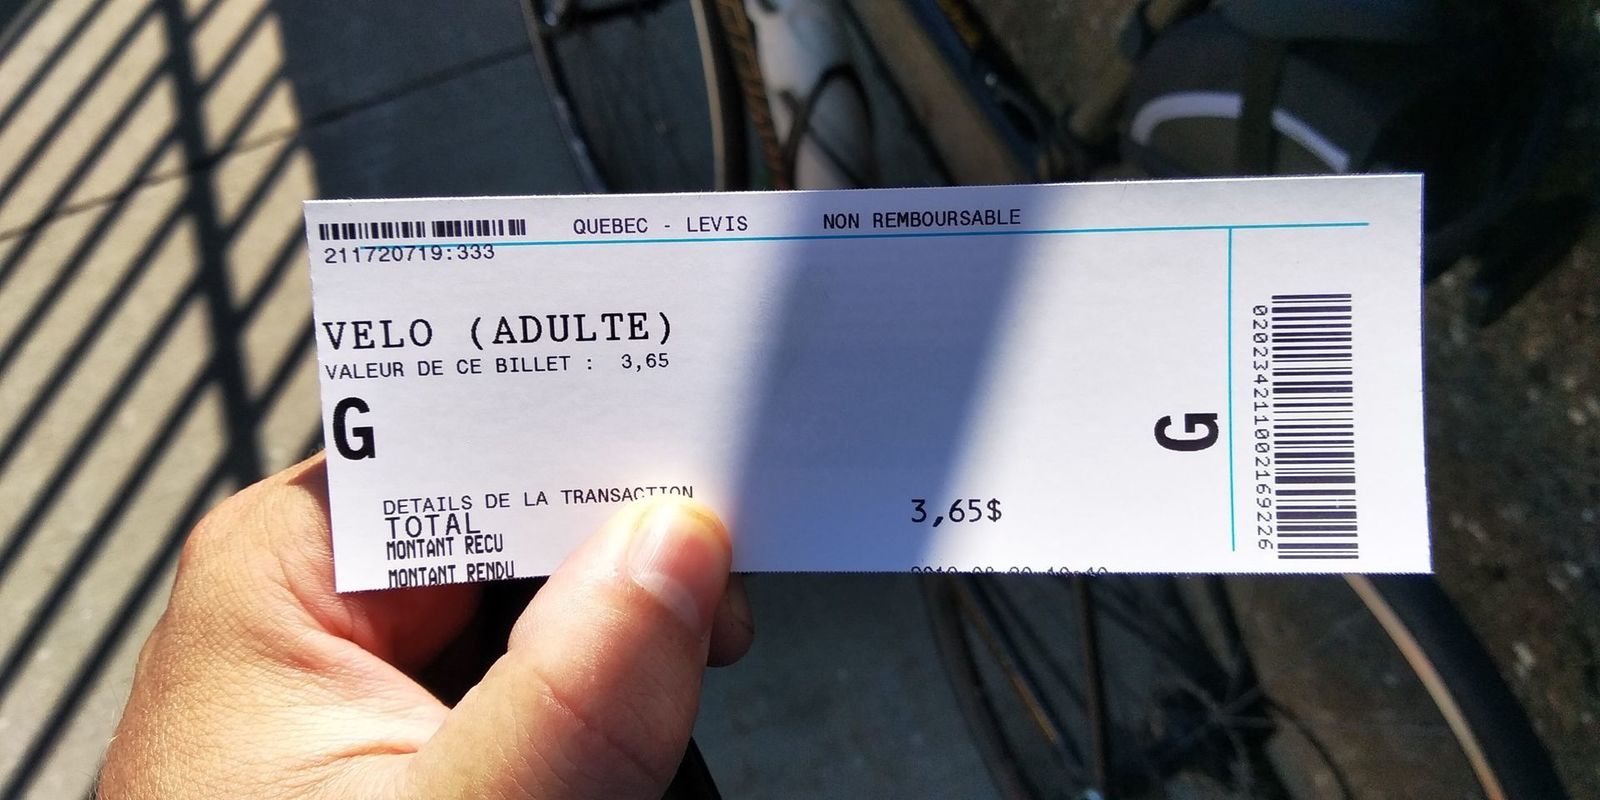 QUEBEC - LEVIS NON REMBOURSABLE
211720719:333
VELO (ADULTE)
VALEUR DE CE BILLET : 3,65
G
G
DETAILS DE LA TRANSACTION
TOTAL 3,65$
MONTANT RECU
MONTANT RENDU
020234211002169226